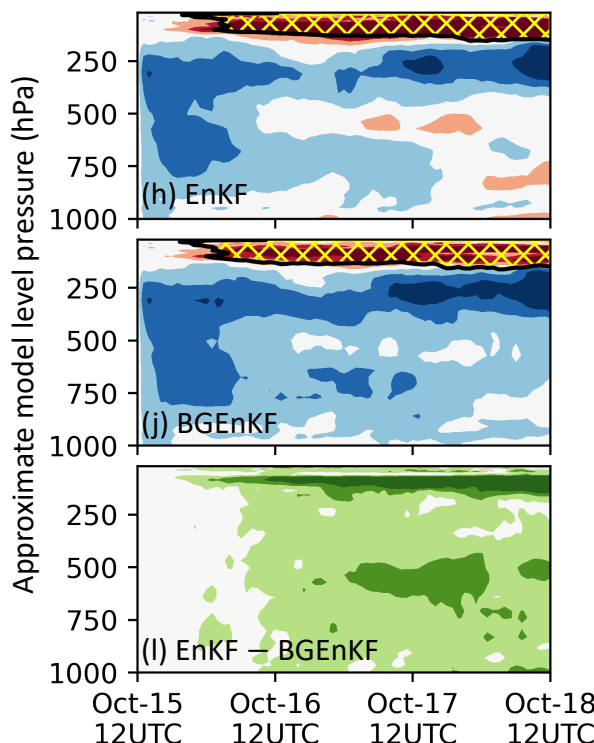 Approximate model level pressure (hPa)
250
500
750
1000
(h) EnKF
250
500
750
1000
(j) BGEnKF
250
500
750
1000
(l) EnKF − BGEnKF
Oct-15 Oct-16 Oct-17 Oct-18
12UTC 12UTC 12UTC 12UTC